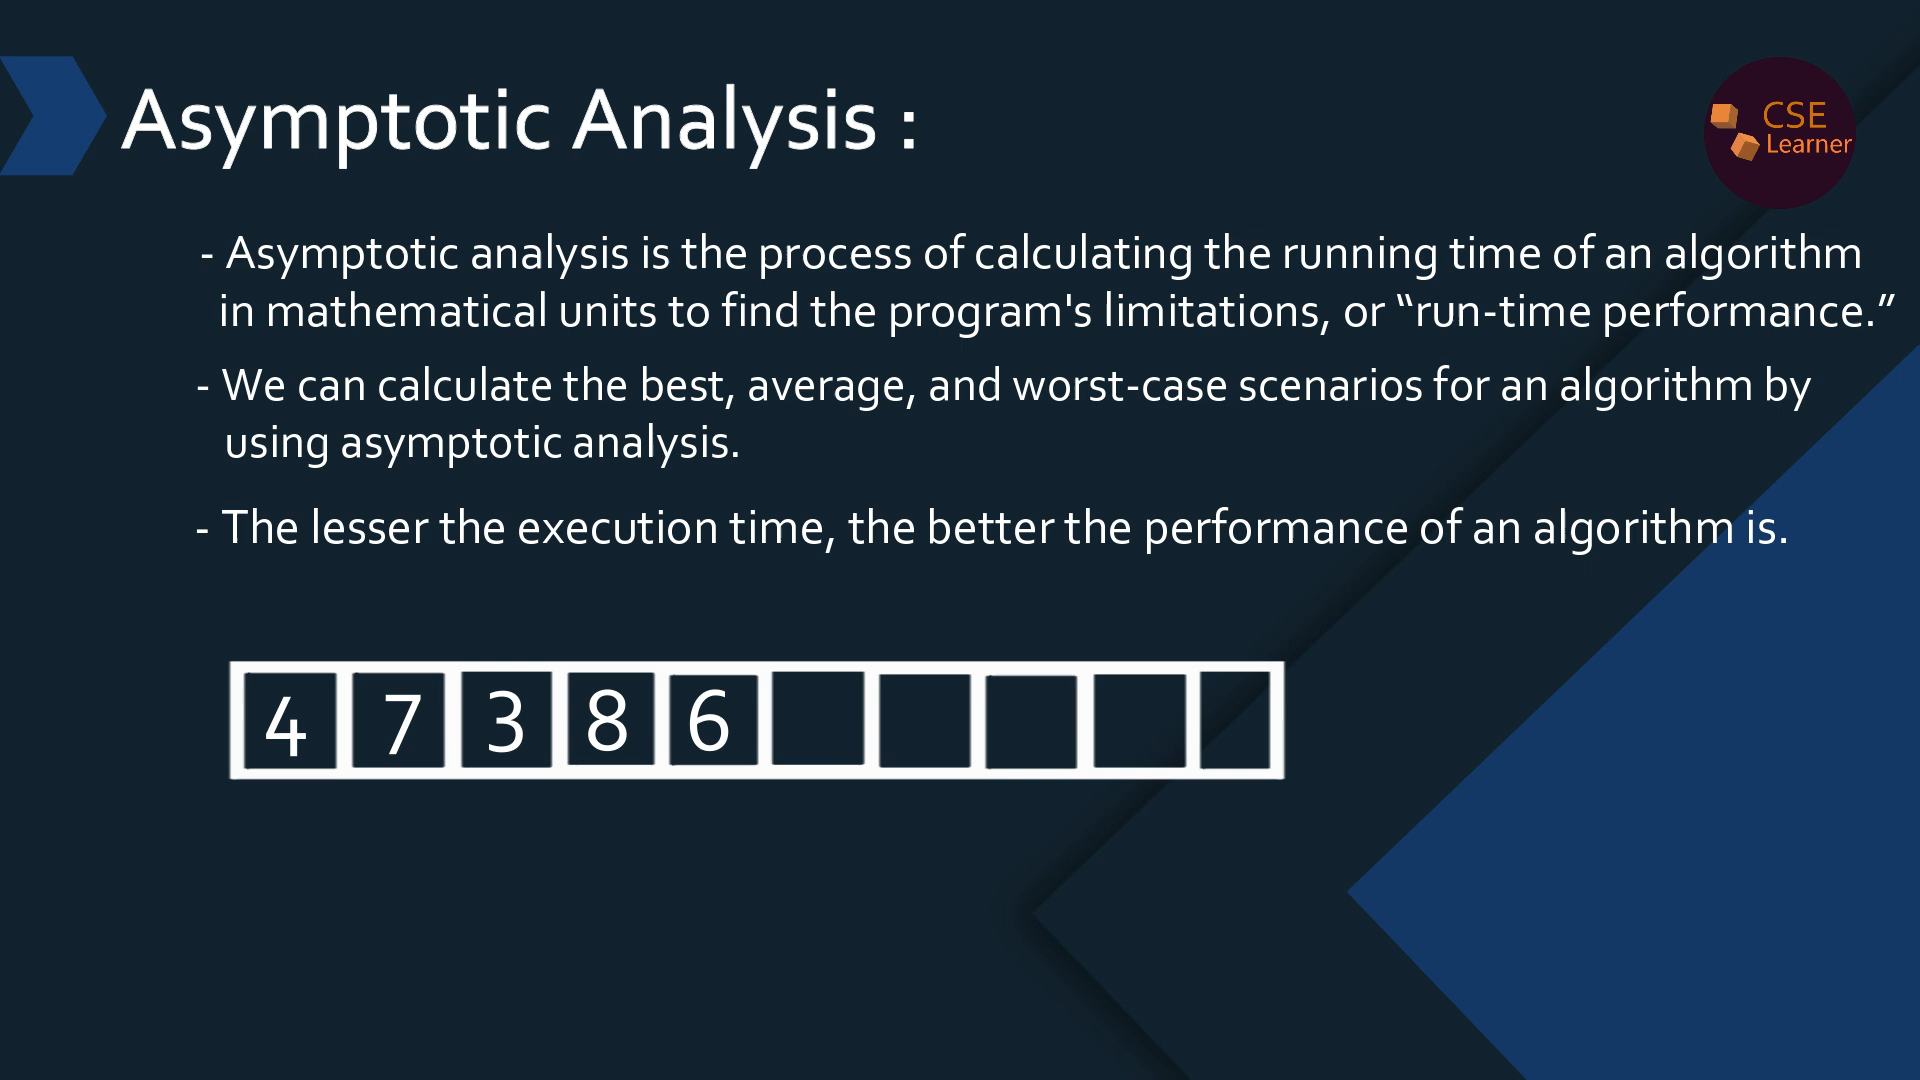 Asymptotic Analysis :
CSE
Learner
- Asymptotic analysis is the process of calculating the running time of an algorithm
in mathematical units to find the program's limitations, or “run-time performance.”
- We can calculate the best, average, and worst-case scenarios for an algorithm by
using asymptotic analysis.
- The lesser the execution time, the better the performance of an algorithm is.
4 7 3 8 6